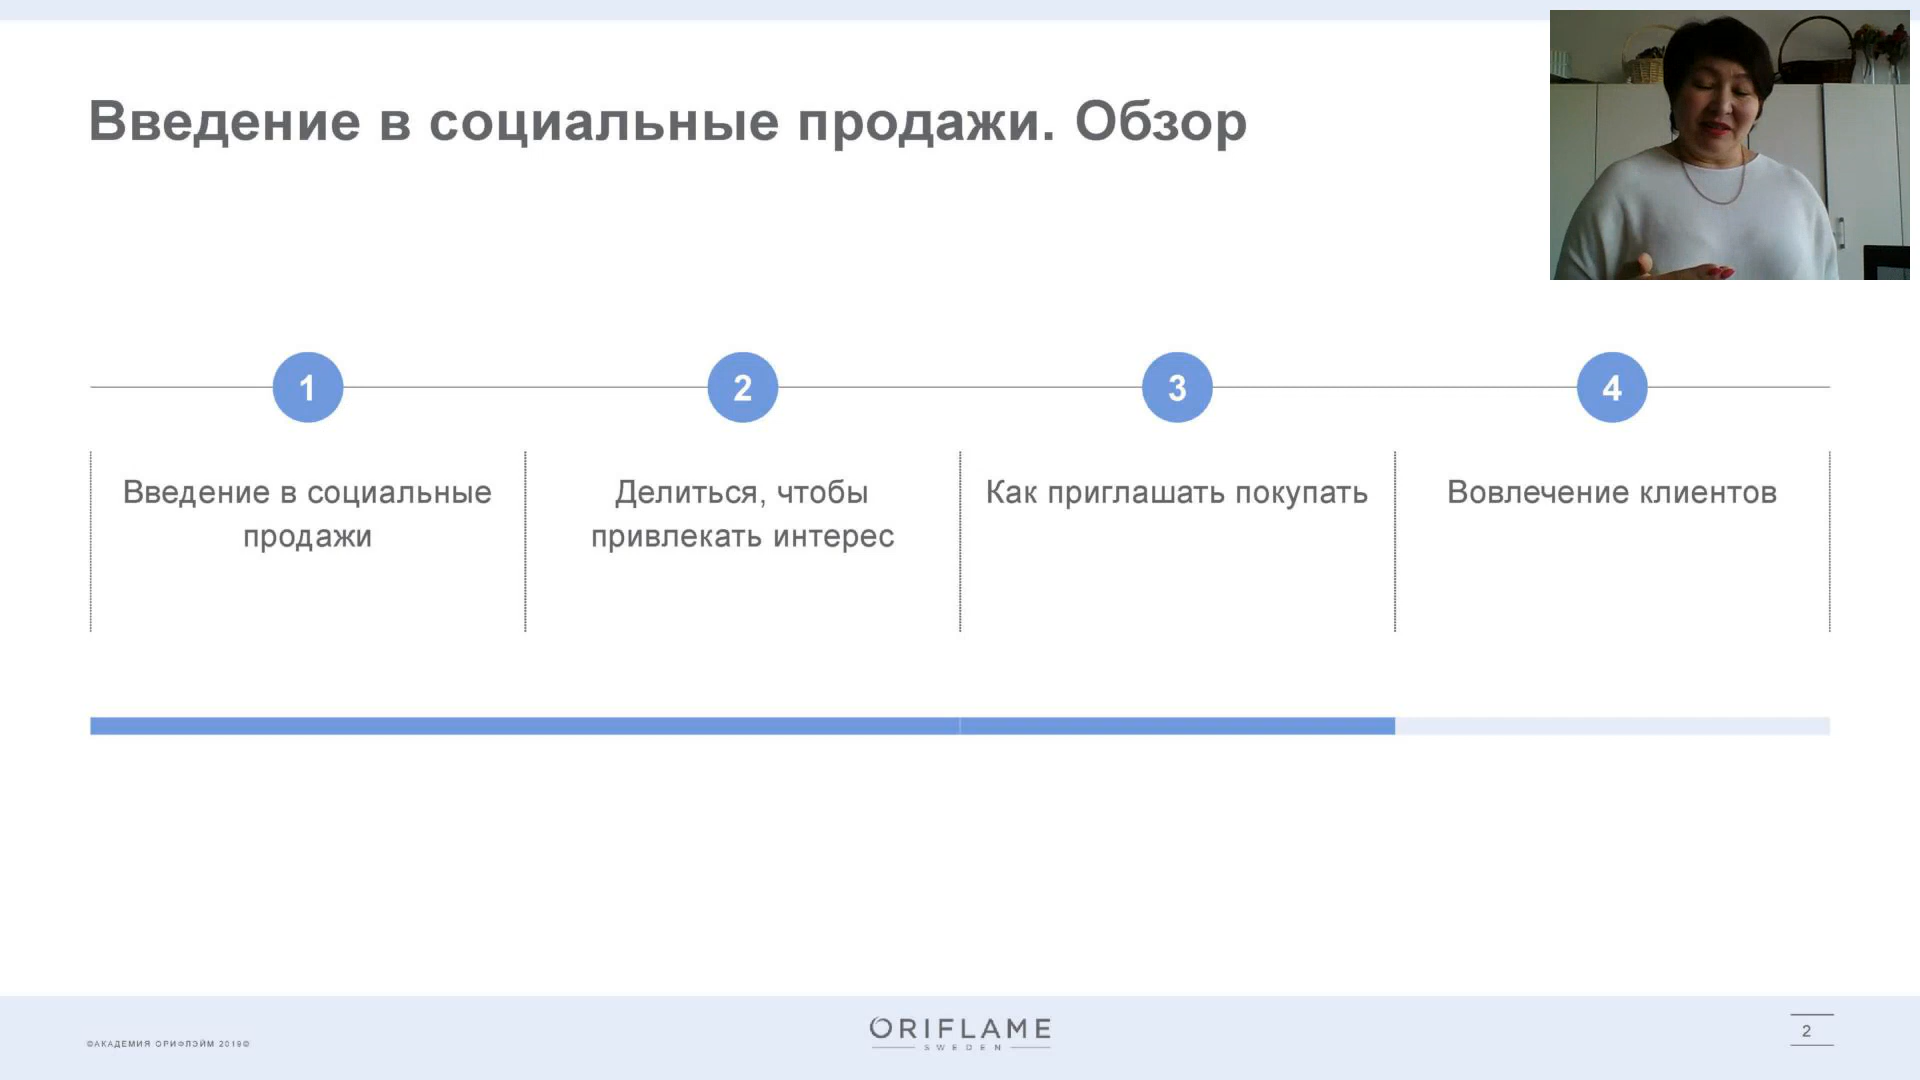 Введение в социальные продажи. Обзор
1
2
3
4
Введение в социальные
продажи
Делиться, чтобы
привлекать интерес
Как приглашать покупать
Вовлечение клиентов
©АКАДЕМИЯ ОРИФЛЭЙМ 2019©
ORIFLAME
SWEDEN
2